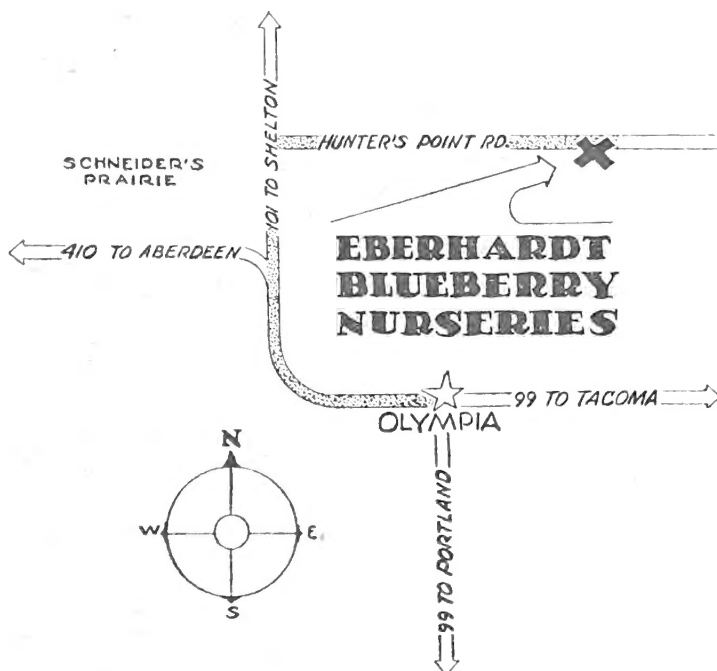 101 TO SHELTON
HUNTER'S POINT RD.
SCHNEIDER'S
PRAIRIE
410 TO ABERDEEN
EBERHARDT
BLUEBERRY
NURSERIES
99 TO TACOMA
OLYMPIA
99 TO PORTLAND
N
W
E
S